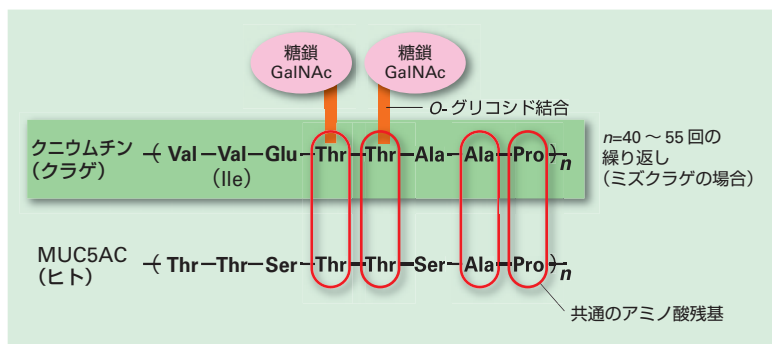 糖鎖
GalNAc
糖鎖
GalNAc
O-グリコシド結合
クニウムチン
（クラゲ）
( Val－Val－Glu－Thr－Thr－Ala－Ala－Pro )n
（Ile）
n=40～55回の
繰り返し
（ミズクラゲの場合）
MUC5AC
（ヒト）
( Thr－Thr－Ser－Thr－Thr－Ser－Ala－Pro )n
共通のアミノ酸残基